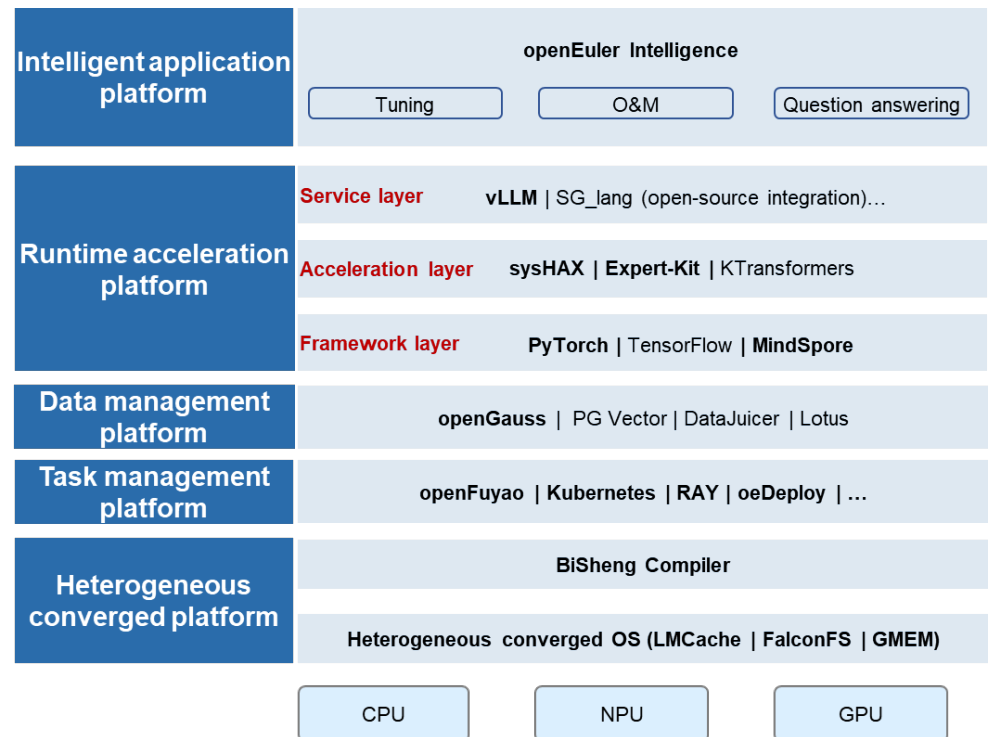 Intelligent application
platform
openEuler Intelligence
Tuning
O&M
Question answering
Runtime acceleration
platform
Service layer vLLM | SG_lang (open-source integration)…
Acceleration layer sysHAX | Expert-Kit | KTransformers
Framework layer PyTorch | TensorFlow | MindSpore
Data management
platform
openGauss | PG Vector | DataJuicer | Lotus
Task management
platform
openFuyao | Kubernetes | RAY | oeDeploy | …
Heterogeneous
converged platform
BiSheng Compiler
Heterogeneous converged OS (LMCache | FalconFS | GMEM)
CPU
NPU
GPU